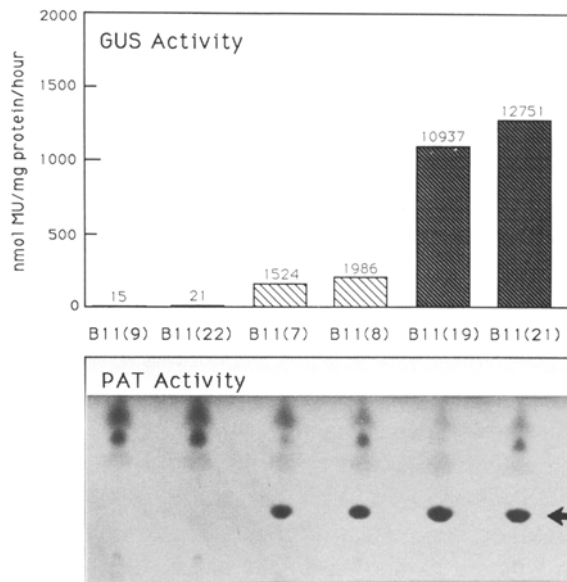 2000
GUS Activity
1500
1000
500
0
nmol MU/mg protein/hour
15
21
1524
1986
10937
12751
B11(9) B11(22) B11(7) B11(8) B11(19) B11(21)
PAT Activity